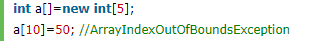 int a[]=new int[5];
a[10]=50; //ArrayIndexOutOfBoundsException